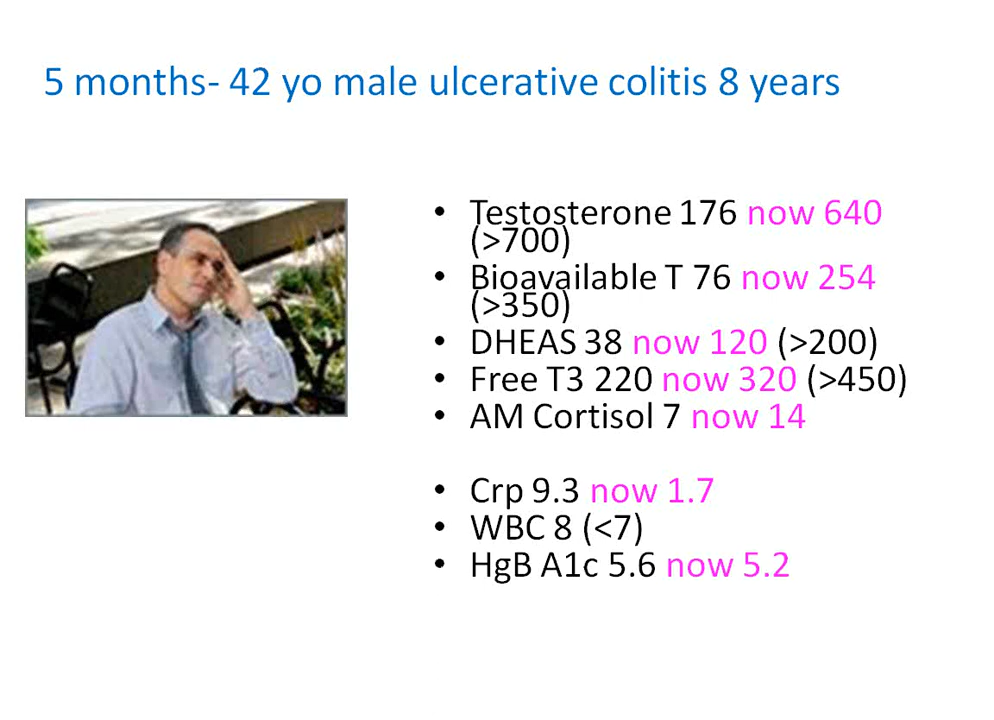 5 months- 42 yo male ulcerative colitis 8 years
• Testosterone 176 now 640
(>700)
• Bioavailable T 76 now 254
(>350)
• DHEAS 38 now 120 (>200)
• Free T3 220 now 320 (>450)
• AM Cortisol 7 now 14
• Crp 9.3 now 1.7
• WBC 8 (<7)
• HgB A1c 5.6 now 5.2